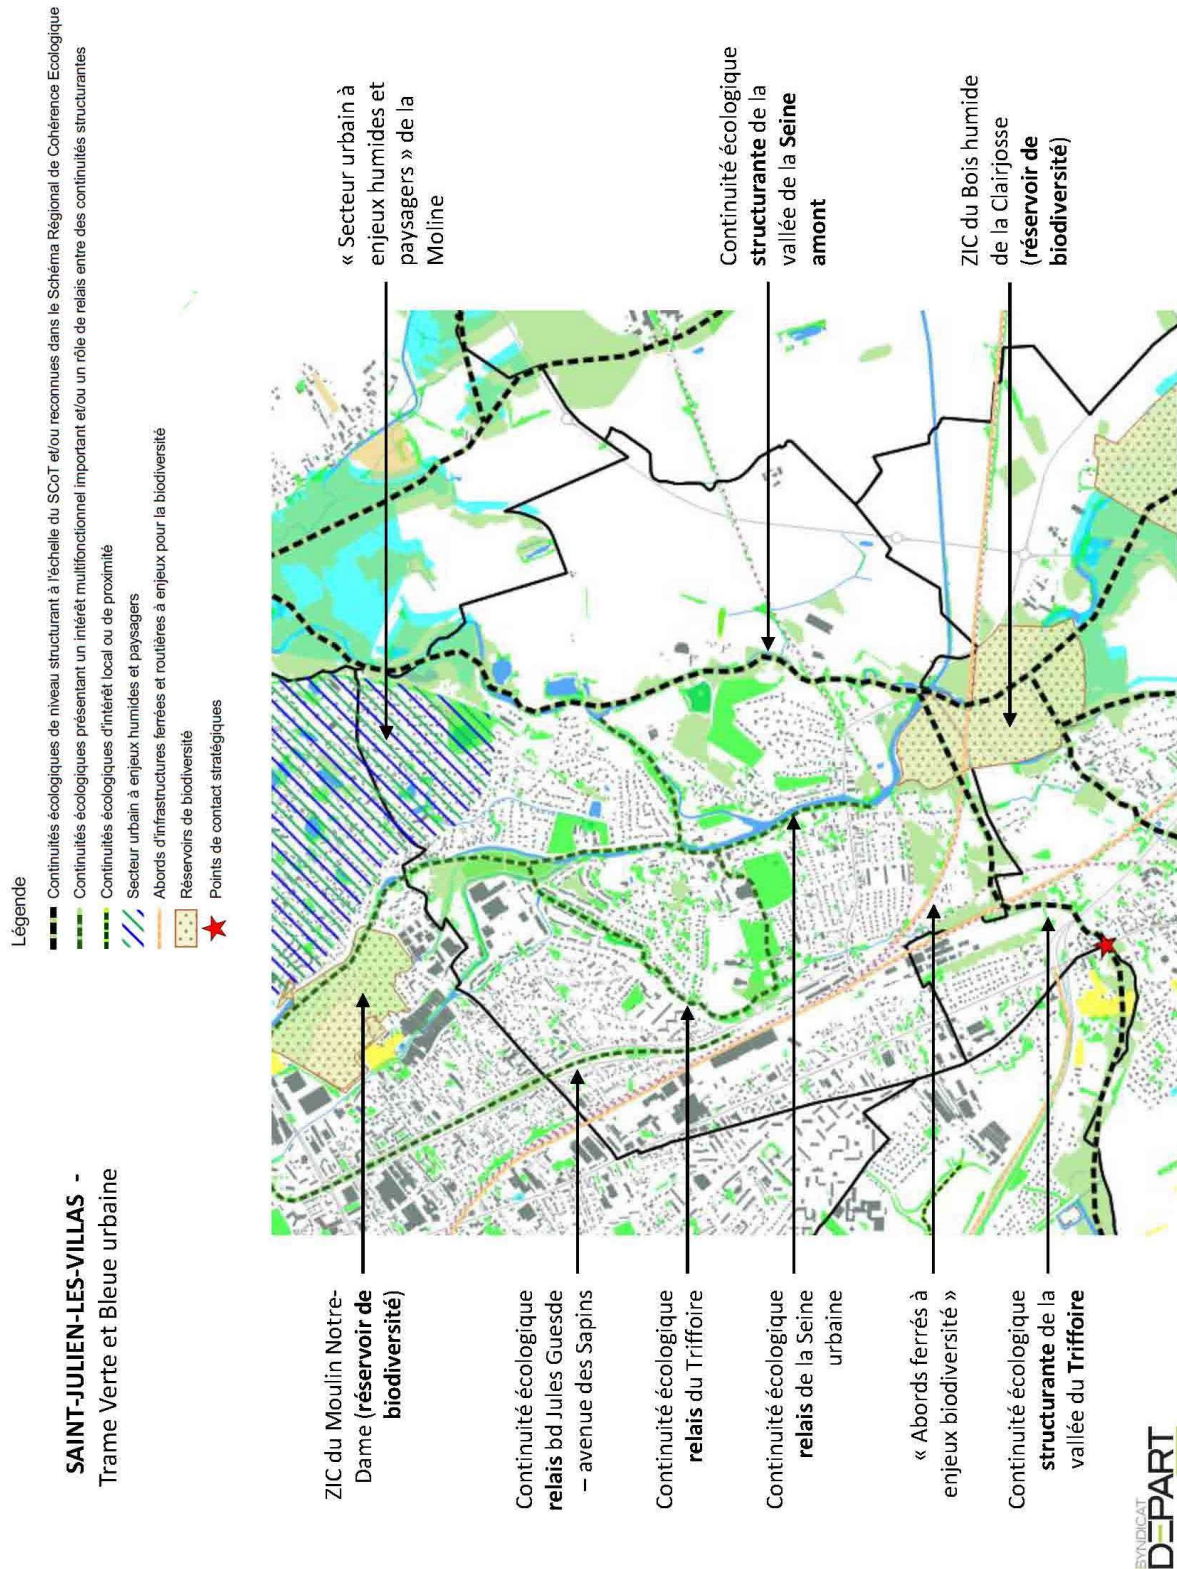 SAINT-JULIEN-LES-VILLAS -
Trame Verte et Bleue urbaine
Légende
Continuités écologiques de niveau structurant à l'échelle du SCoT et/ou reconnues dans le Schéma Régional de Cohérence Ecologique
Continuités écologiques présentant un intérêt multifonctionnel important et/ou un rôle de relais entre des continuités structurantes
Continuités écologiques d'intérêt local ou de proximité
Secteur urbain à enjeux humides et paysagers
Abords d'infrastructures ferrées et routières à enjeux pour la biodiversité
Réservoirs de biodiversité
Points de contact stratégiques
ZIC du Moulin Notre-
Dame (réservoir de
biodiversité)
Continuité écologique
relais bd Jules Guesde
– avenue des Sapins
Continuité écologique
relais du Triffoire
Continuité écologique
relais de la Seine
urbaine
« Abords ferrés à
enjeux biodiversité »
Continuité écologique
structurante de la
vallée du Triffoire
« Secteur urbain à
enjeux humides et
paysagers » de la
Moline
Continuité écologique
structurante de la
vallée de la Seine
amont
ZIC du Bois humide
de la Clairjosse
(réservoir de
biodiversité)
SYNDICAT
DEPART